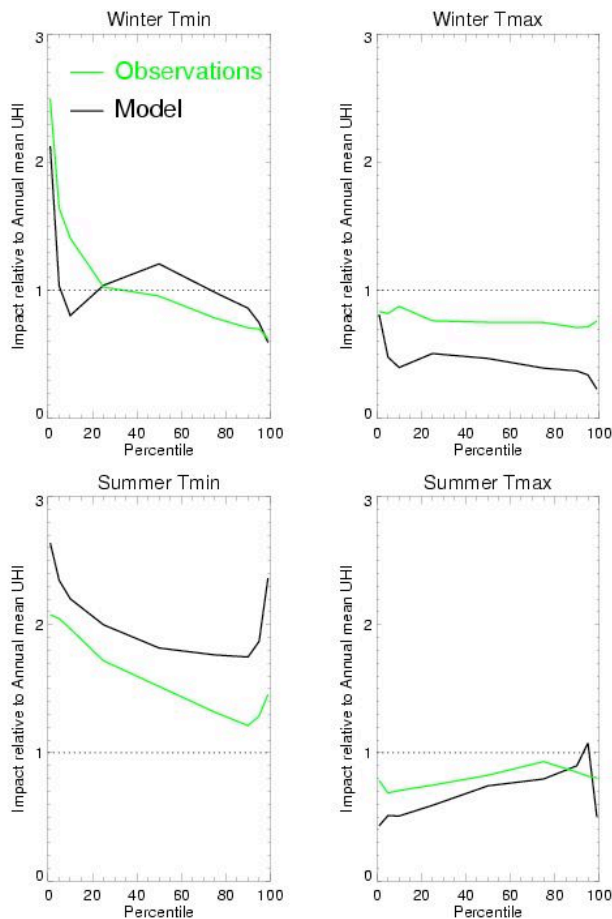 Winter Tmin
3
2
1
0
Impact relative to Annual mean UHI
Observations
Model
0 20 40 60 80 100
Percentile
Winter Tmax
3
2
1
0
Impact relative to Annual mean UHI
0 20 40 60 80 100
Percentile
Summer Tmin
3
2
1
0
Impact relative to Annual mean UHI
0 20 40 60 80 100
Percentile
Summer Tmax
3
2
1
0
Impact relative to Annual mean UHI
0 20 40 60 80 100
Percentile